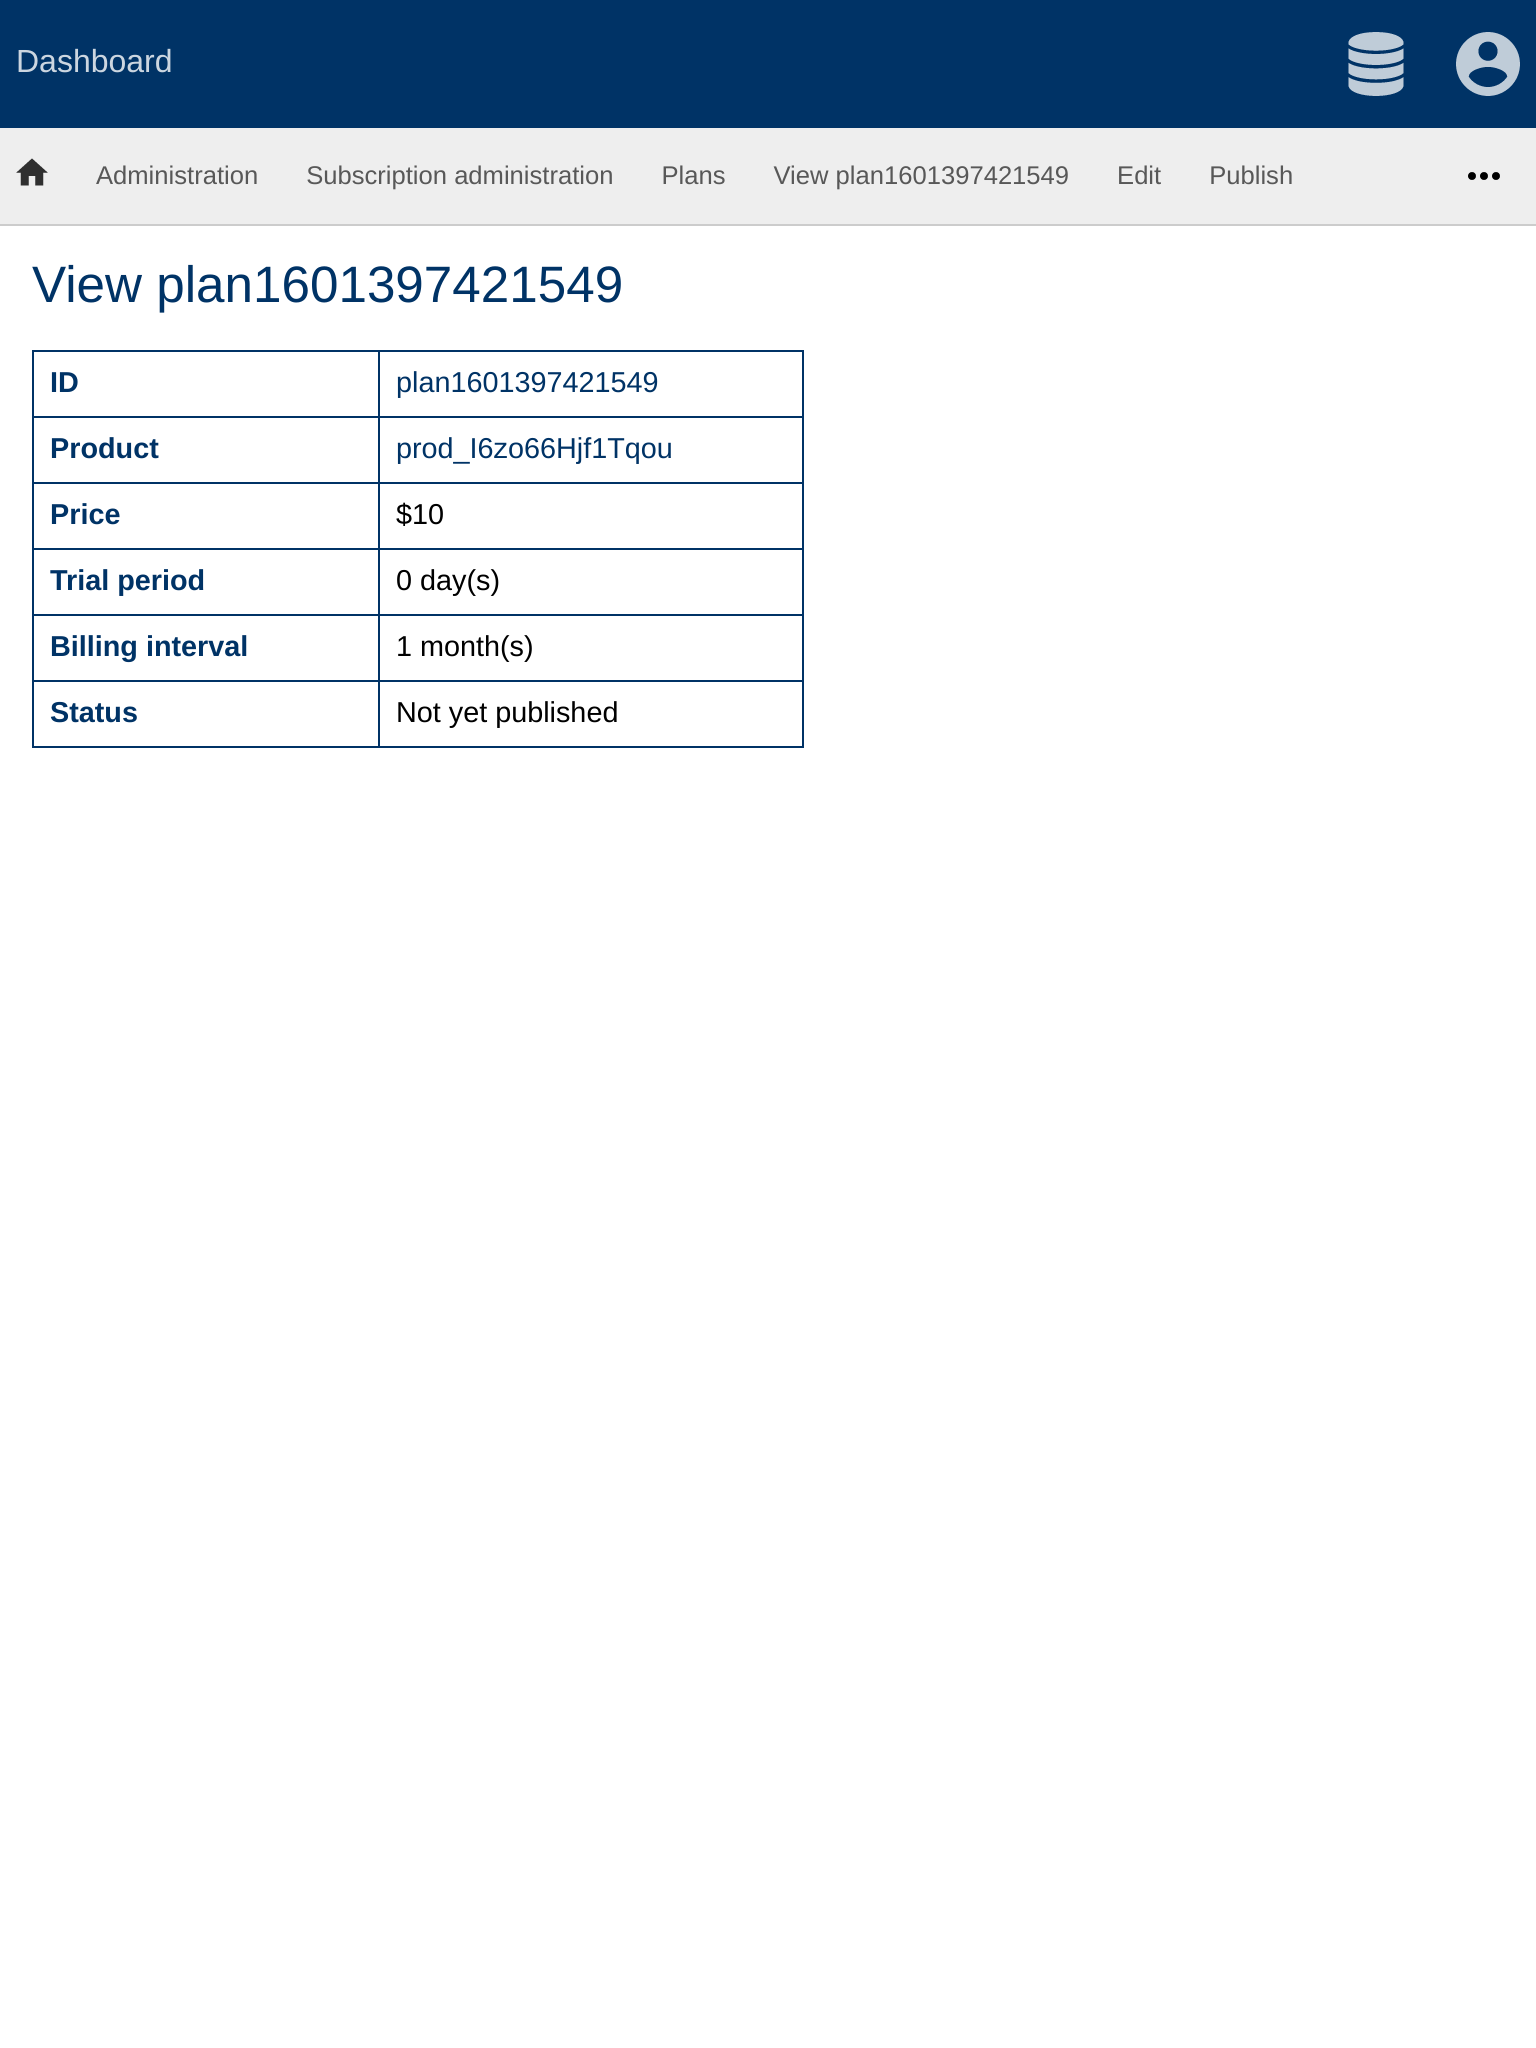 Dashboard
Administration Subscription administration Plans View plan1601397421549 Edit Publish
View plan1601397421549
ID plan1601397421549
Product prod_I6zo66Hjf1Tqou
Price $10
Trial period 0 day(s)
Billing interval 1 month(s)
Status Not yet published